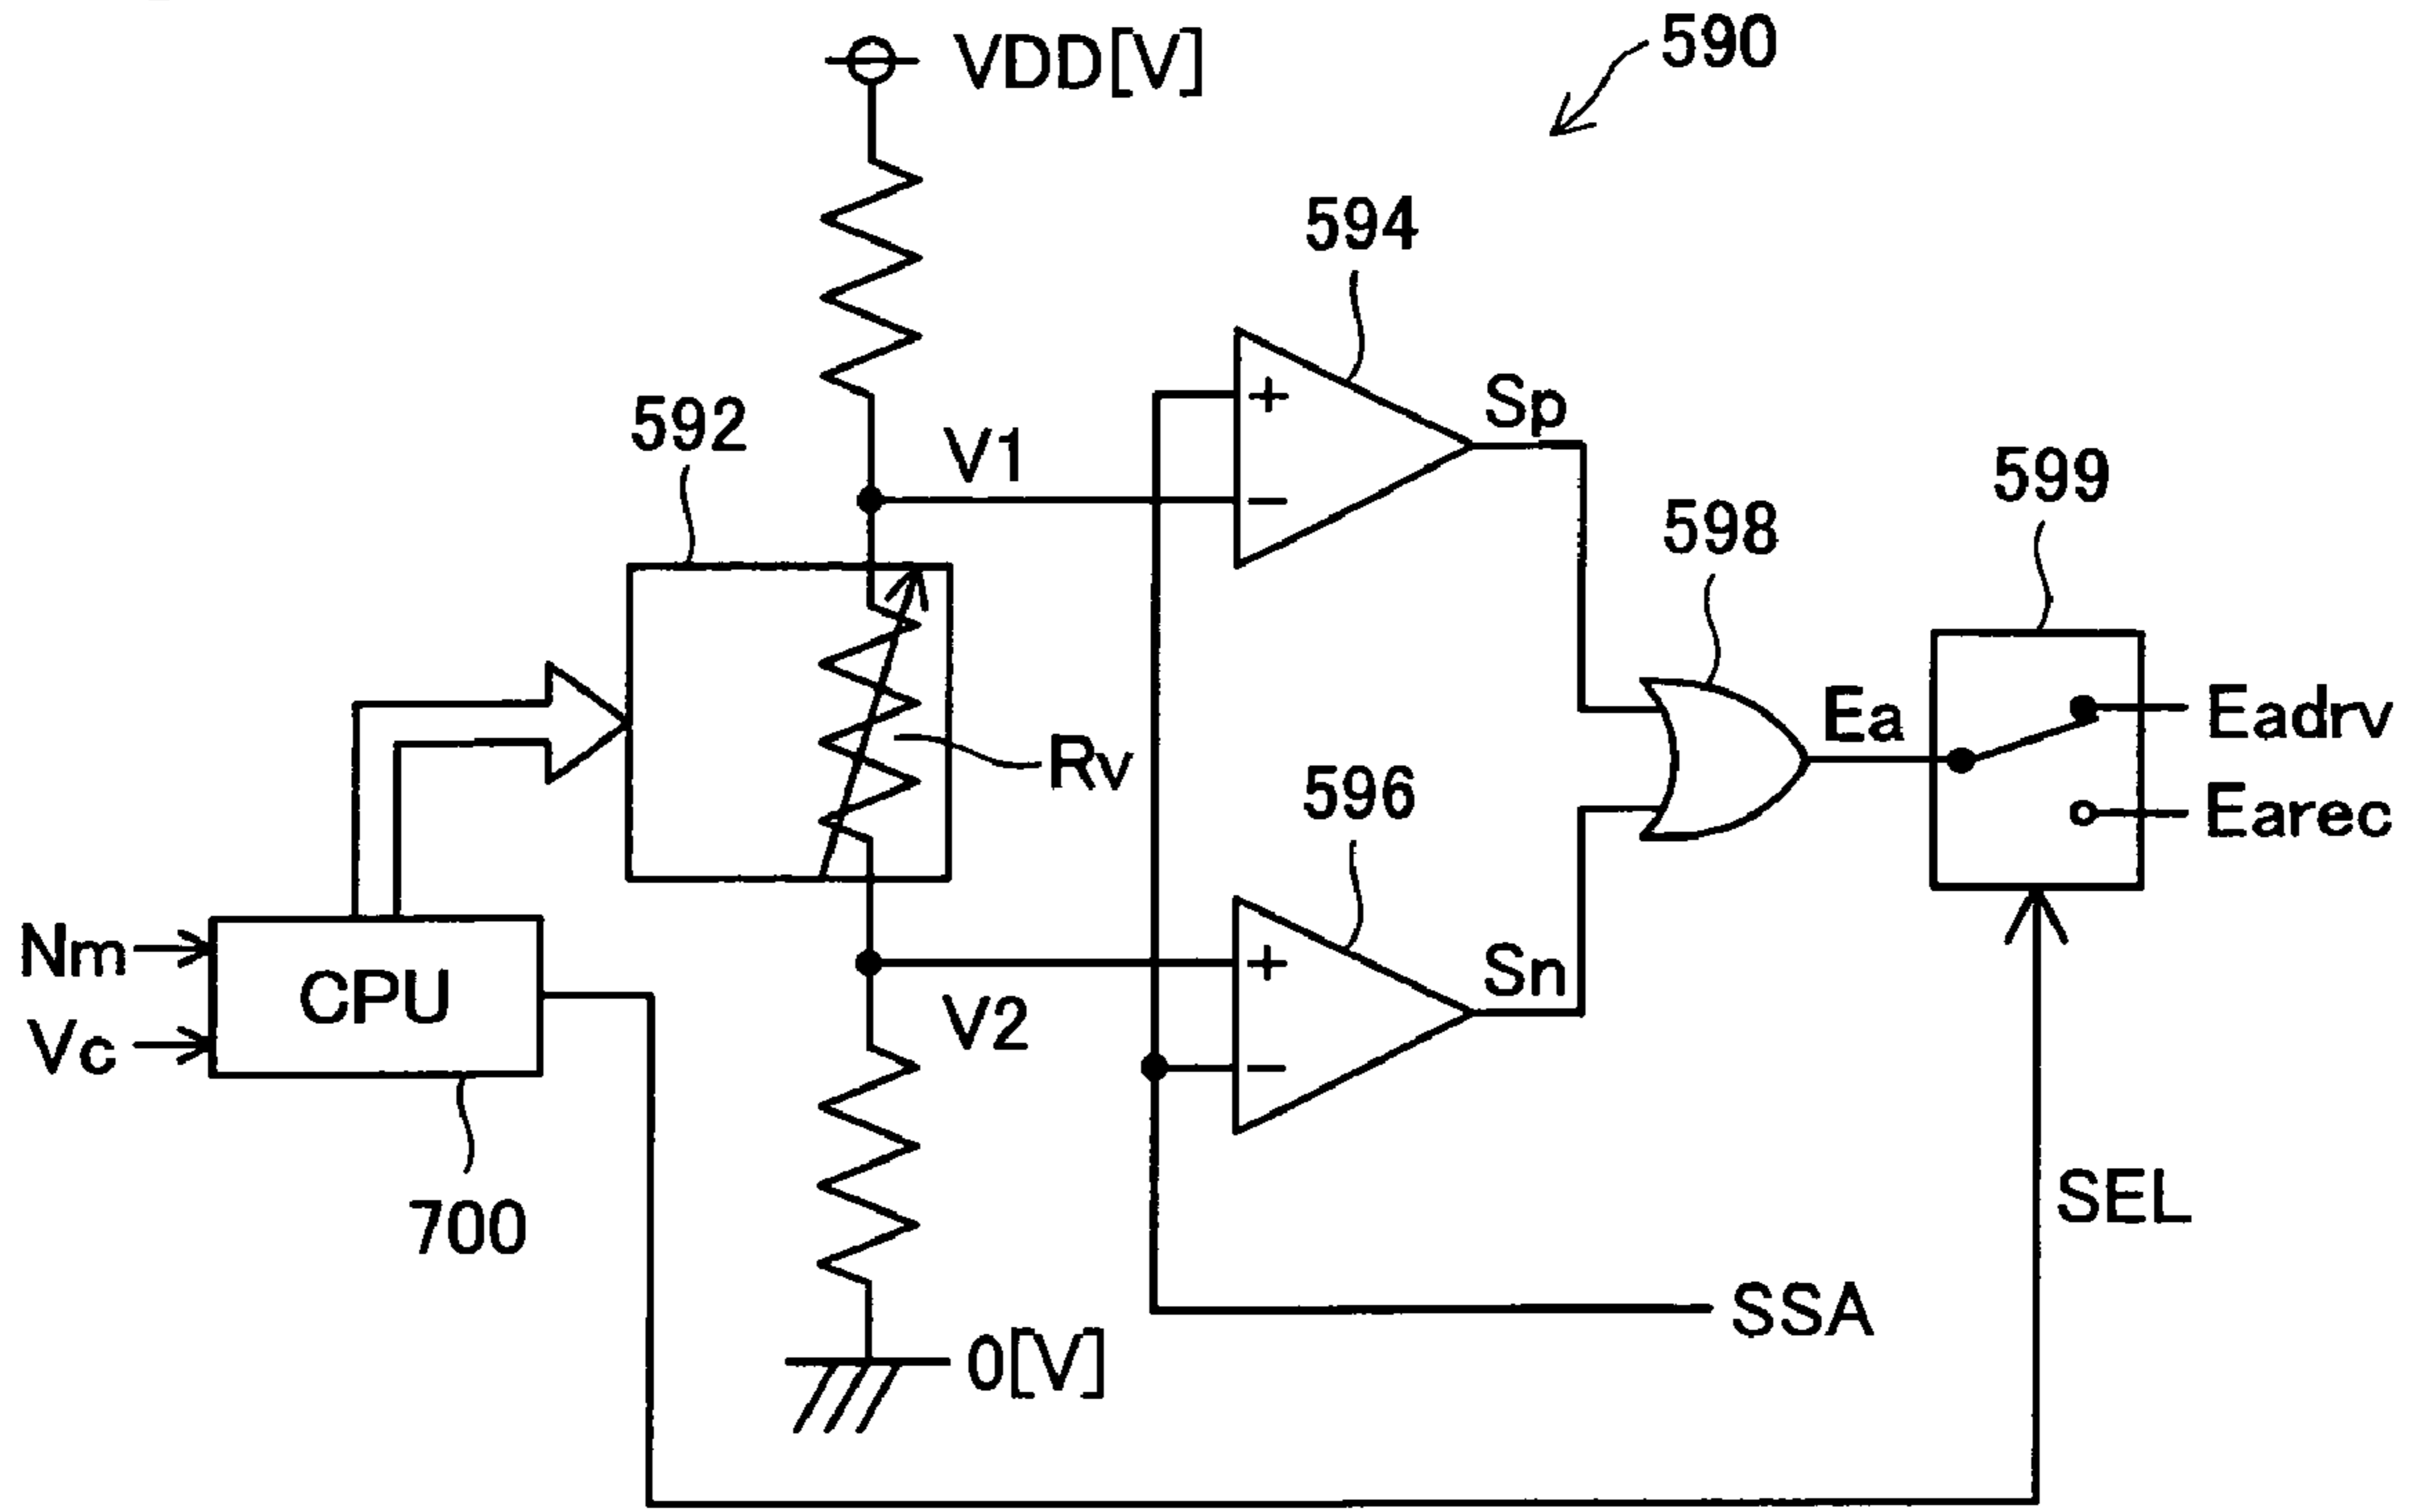 VDD[V]
590
594
Sp
592
V1
+
−
599
598
Ea
Eadrv
Rv
Earec
596
Nm
CPU
Vc
+
−
Sn
V2
700
SEL
SSA
0[V]